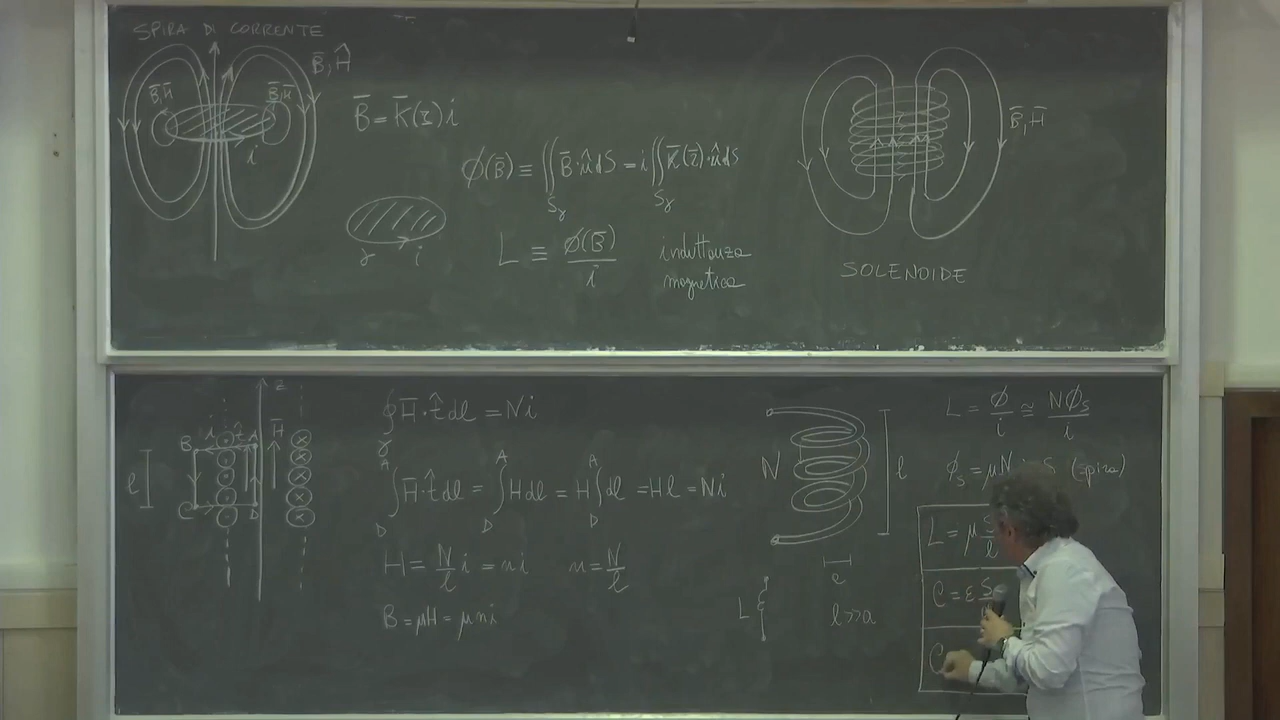 SPIRA DI CORRENTE
B̄, Ĥ
B̄,H̄
B̄,H̄
i
B̄ = K̄(r̄) i
γ i
ϕ(B̄) ≡ ∬ B̄·n̂ dS = i ∬ K̄(r̄)·n̂ dS
Sγ Sγ
L ≡ ϕ(B̄)/i induttanza
magnetica
B̄,H̄
SOLENOIDE
z
B i t̂ A
H̄
l
C D
∮ H̄·t̂ dl = Ni
γ
A A A
∫ H̄·t̂ dl = ∫ H dl = H ∫ dl = Hl = Ni
D D D
H = N/l i = ni n = N/l
B = μH = μni
N l
L
l>>a
L = ϕ/i ≅ Nϕs/i
ϕs = μN S (spira)
L = μ S/l
C = ε S